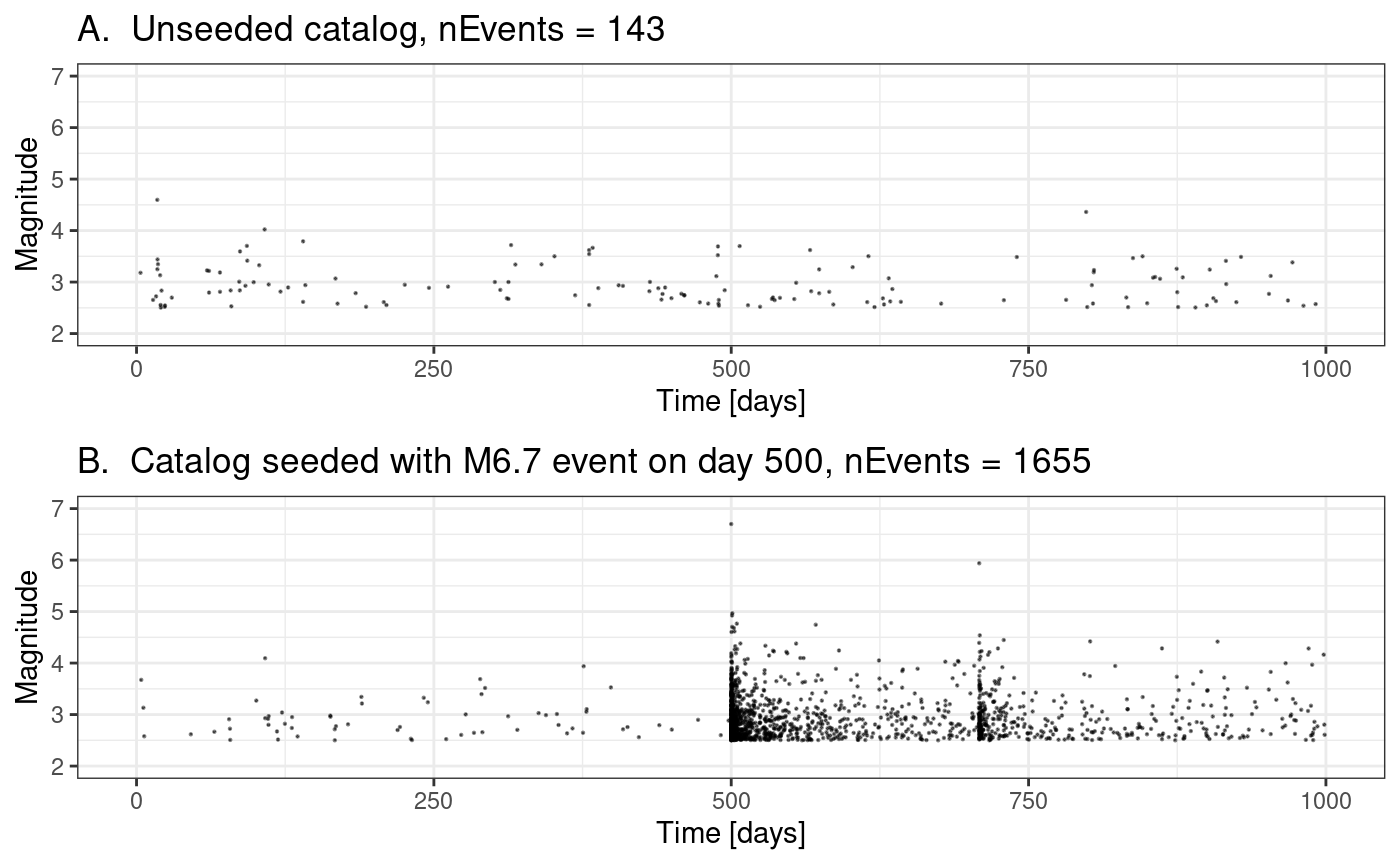 A. Unseeded catalog, nEvents = 143
7
6
5
4
3
2
Magnitude
0 250 500 750 1000
Time [days]
B. Catalog seeded with M6.7 event on day 500, nEvents = 1655
7
6
5
4
3
2
Magnitude
0 250 500 750 1000
Time [days]